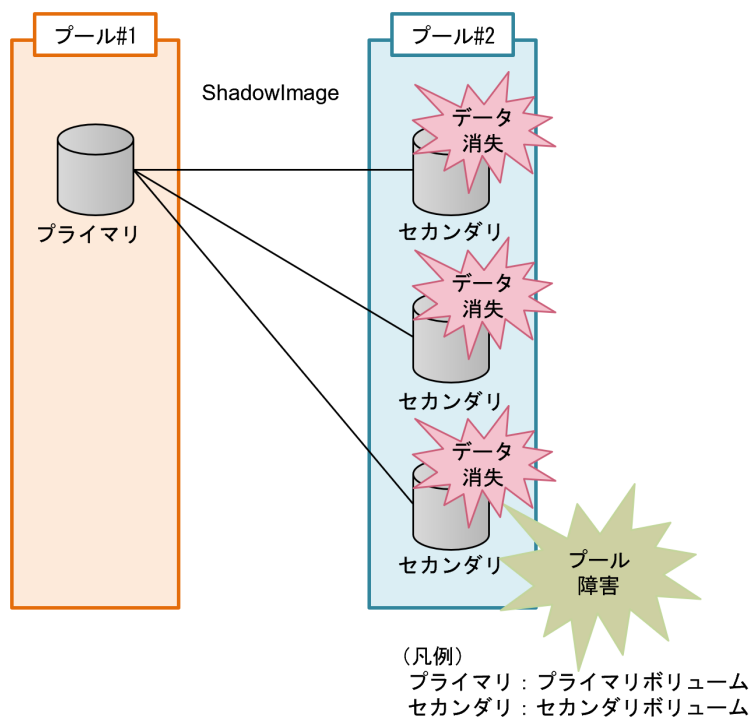 プール#1
プール#2
ShadowImage
データ
消失
プライマリ
セカンダリ
データ
消失
セカンダリ
データ
消失
セカンダリ
プール
障害
（凡例）
プライマリ：プライマリボリューム
セカンダリ：セカンダリボリューム